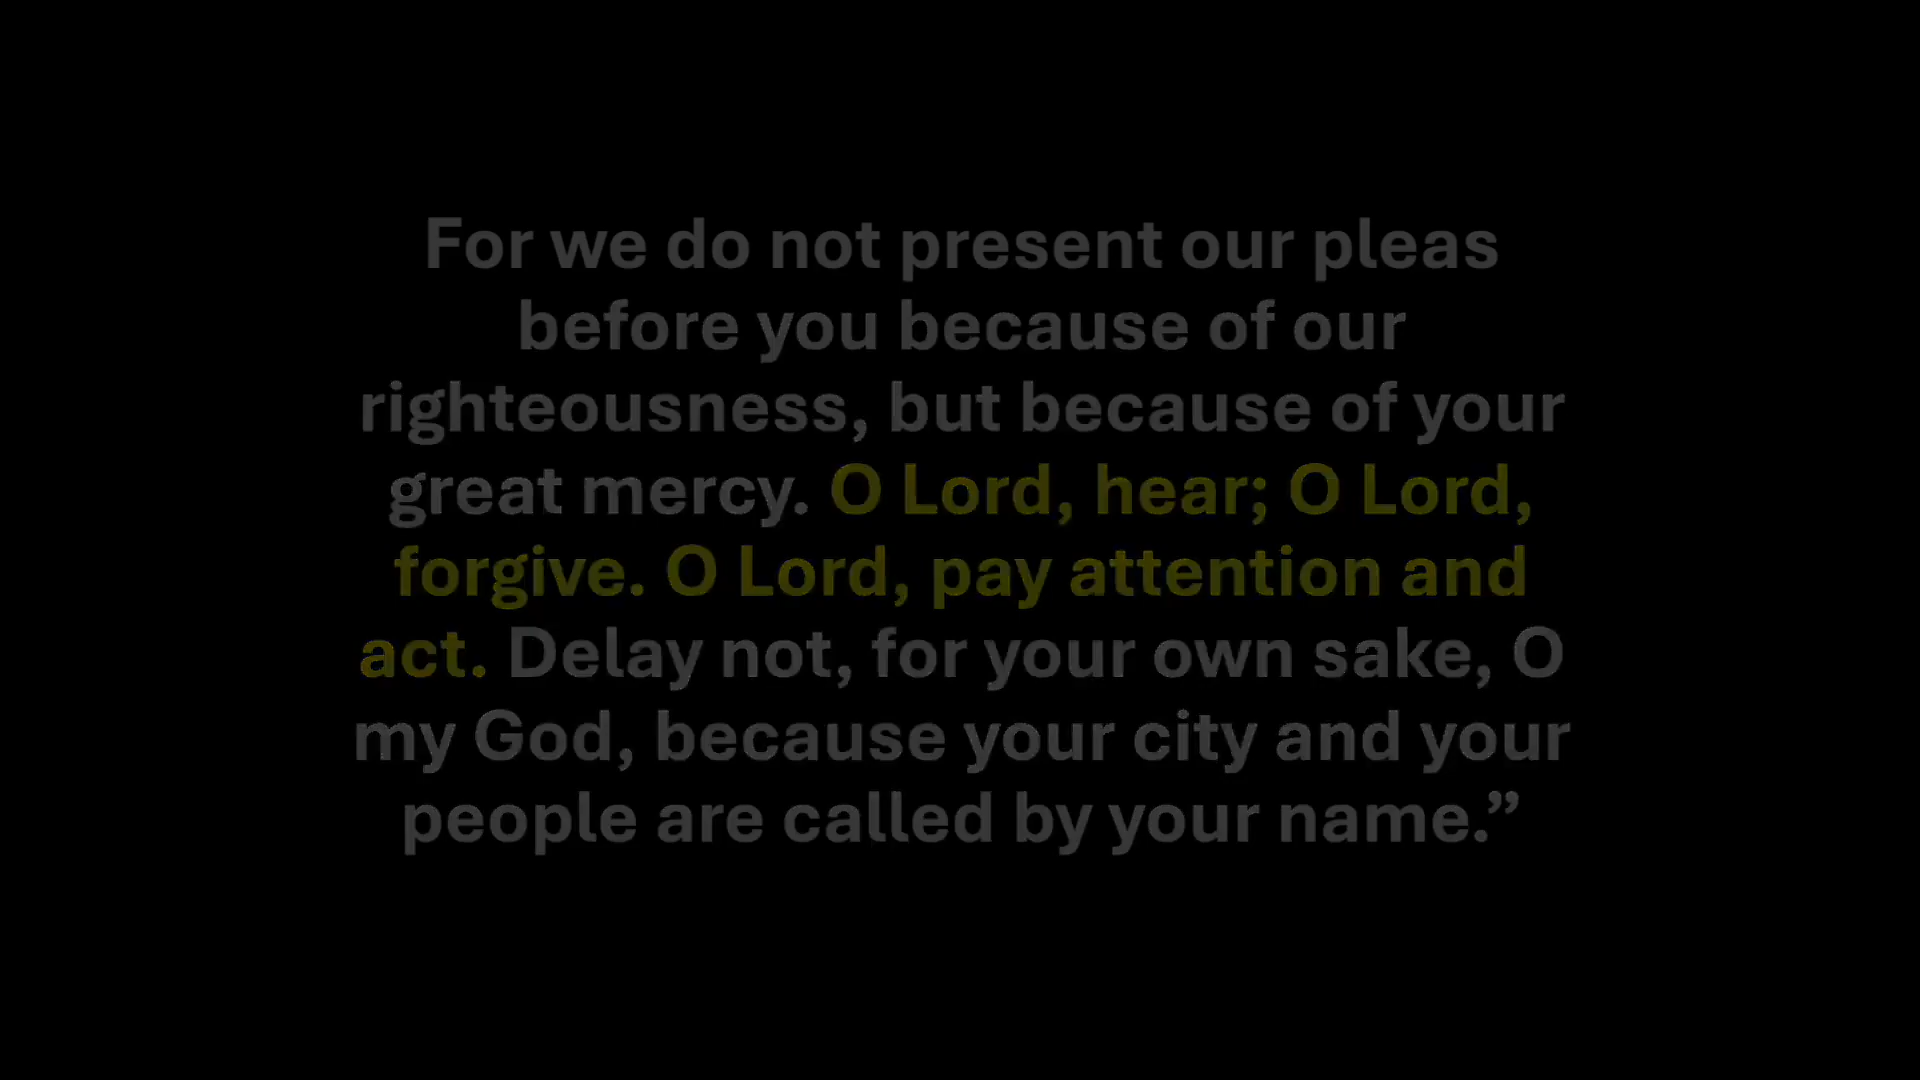 For we do not present our pleas
before you because of our
righteousness, but because of your
great mercy. O Lord, hear; O Lord,
forgive. O Lord, pay attention and
act. Delay not, for your own sake, O
my God, because your city and your
people are called by your name.”